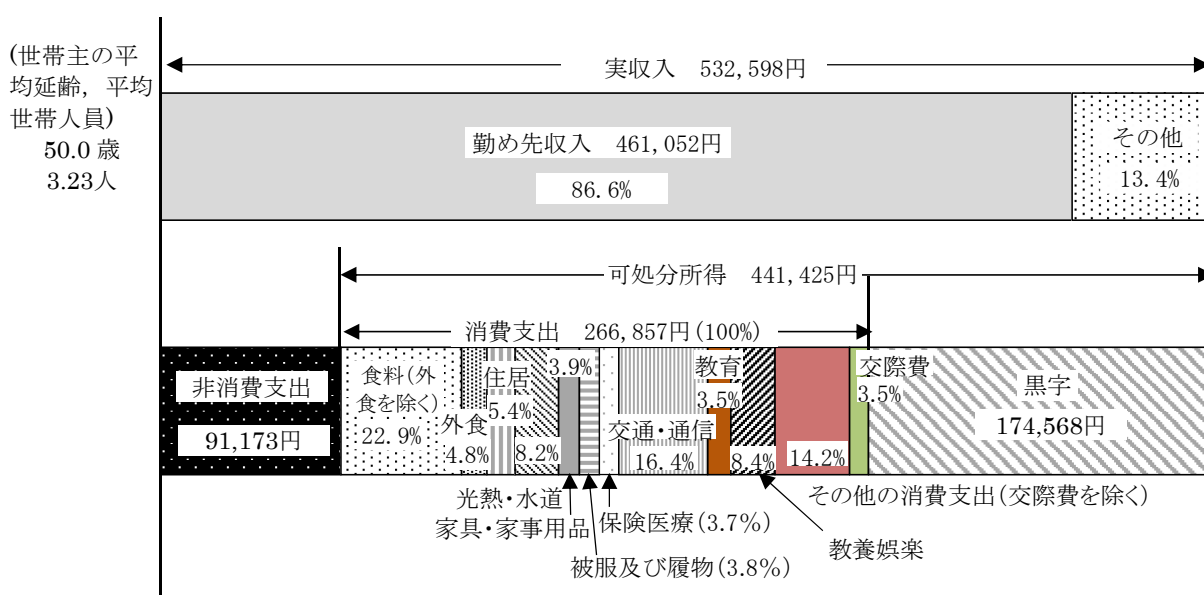 (世帯主の平
均延齢，平均
世帯人員)
50.0 歳
3.23人
実収入　532,598円
勤め先収入　461,052円
86.6%
その他
13.4%
可処分所得　441,425円
消費支出　266,857円(100%)
非消費支出
91,173円
食料(外
食を除く)
22.9%
外食
4.8%
住居
5.4%
8.2%
3.9%
交通・通信
16.4%
教育
3.5%
8.4%
14.2%
交際費
3.5%
黒字
174,568円
光熱・水道
家具・家事用品
保険医療(3.7%)
被服及び履物(3.8%)
その他の消費支出(交際費を除く)
教養娯楽